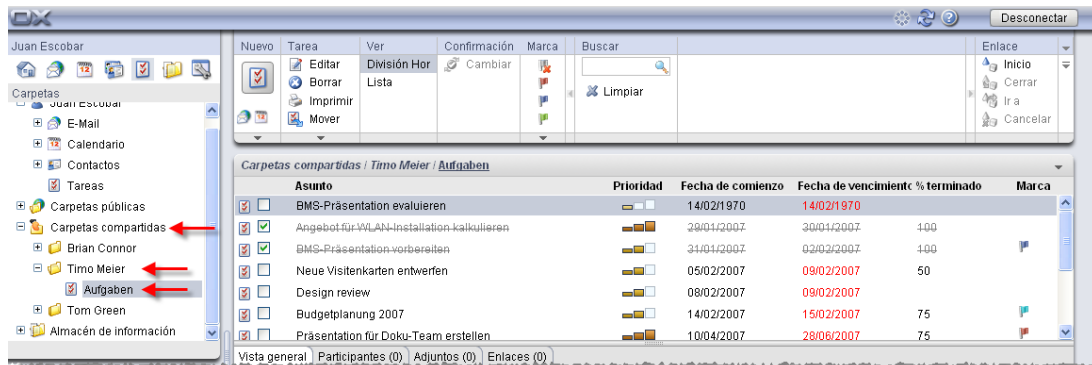 OX
Desconectar
Juan Escobar
Nuevo Tarea Ver Confirmación Marca Buscar Enlace
Editar División Hor Cambiar Inicio
Borrar Lista Cerrar
Imprimir Limpiar Ir a
Mover Cancelar
Carpetas
Juan Escobar
E-Mail
Calendario
Contactos
Tareas
Carpetas públicas
Carpetas compartidas
Brian Connor
Timo Meier
Aufgaben
Tom Green
Almacén de información
Carpetas compartidas / Timo Meier / Aufgaben
Asunto Prioridad Fecha de comienzo Fecha de vencimiento % terminado Marca
BMS-Präsentation evaluieren 14/02/1970 14/02/1970
Angebot für WLAN-Installation kalkulieren 29/01/2007 30/01/2007 100
BMS-Präsentation vorbereiten 31/01/2007 02/02/2007 100
Neue Visitenkarten entwerfen 05/02/2007 09/02/2007 50
Design review 08/02/2007 09/02/2007
Budgetplanung 2007 14/02/2007 15/02/2007 75
Präsentation für Doku-Team erstellen 10/04/2007 28/06/2007 75
Vista general Participantes (0) Adjuntos (0) Enlaces (0)